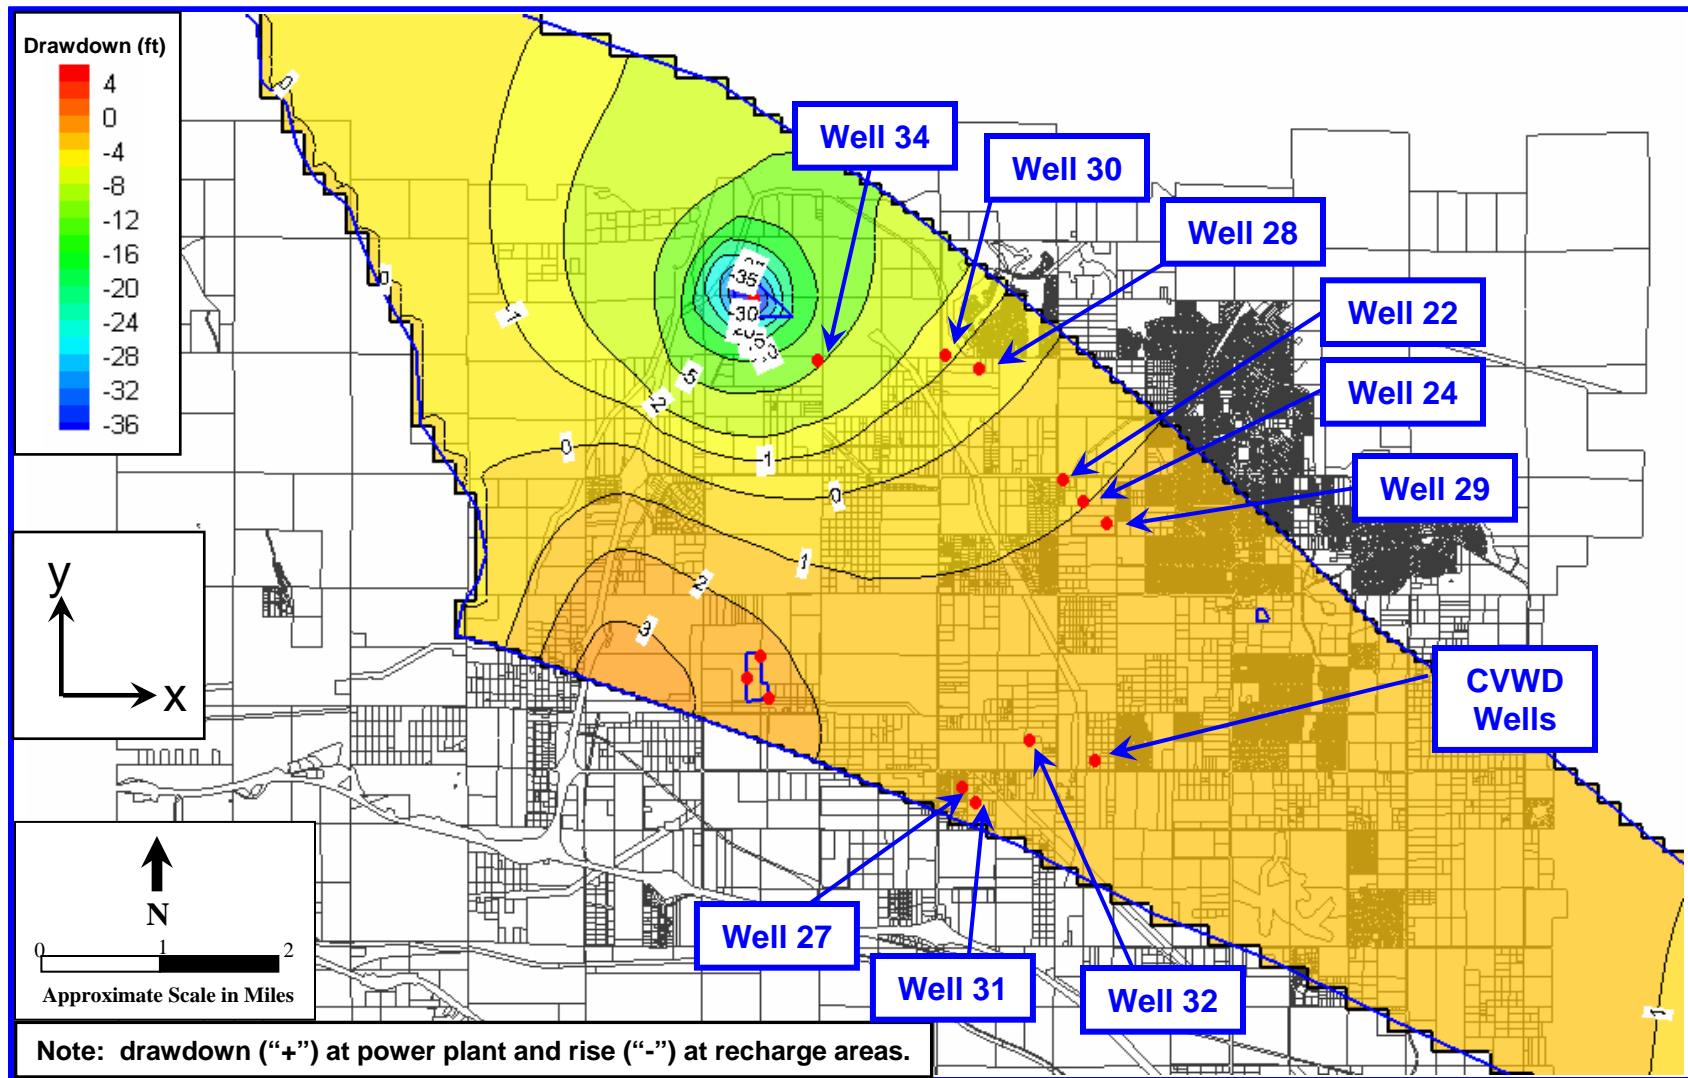 Drawdown (ft)
4
0
-4
-8
-12
-16
-20
-24
-28
-32
-36
Well 34
Well 30
Well 28
Well 22
Well 24
Well 29
CVWD
Wells
Well 27
Well 31
Well 32
0
0
-1
-35
-30
-5
-2
-1
0
0
1
2
3
1
y
x
N
0 1 2
Approximate Scale in Miles
Note: drawdown (“+”) at power plant and rise (“-”) at recharge areas.